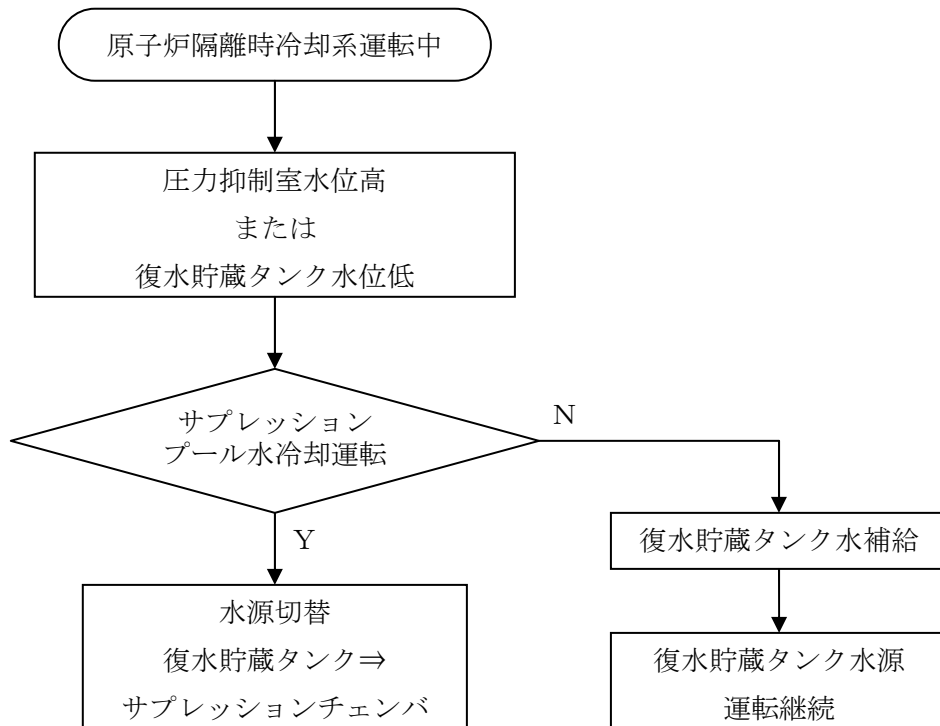 原子炉隔離時冷却系運転中
圧力抑制室水位高
または
復水貯蔵タンク水位低
サプレッション
プール水冷却運転
N
Y
復水貯蔵タンク水補給
水源切替
復水貯蔵タンク⇒
サプレッションチェンバ
復水貯蔵タンク水源
運転継続